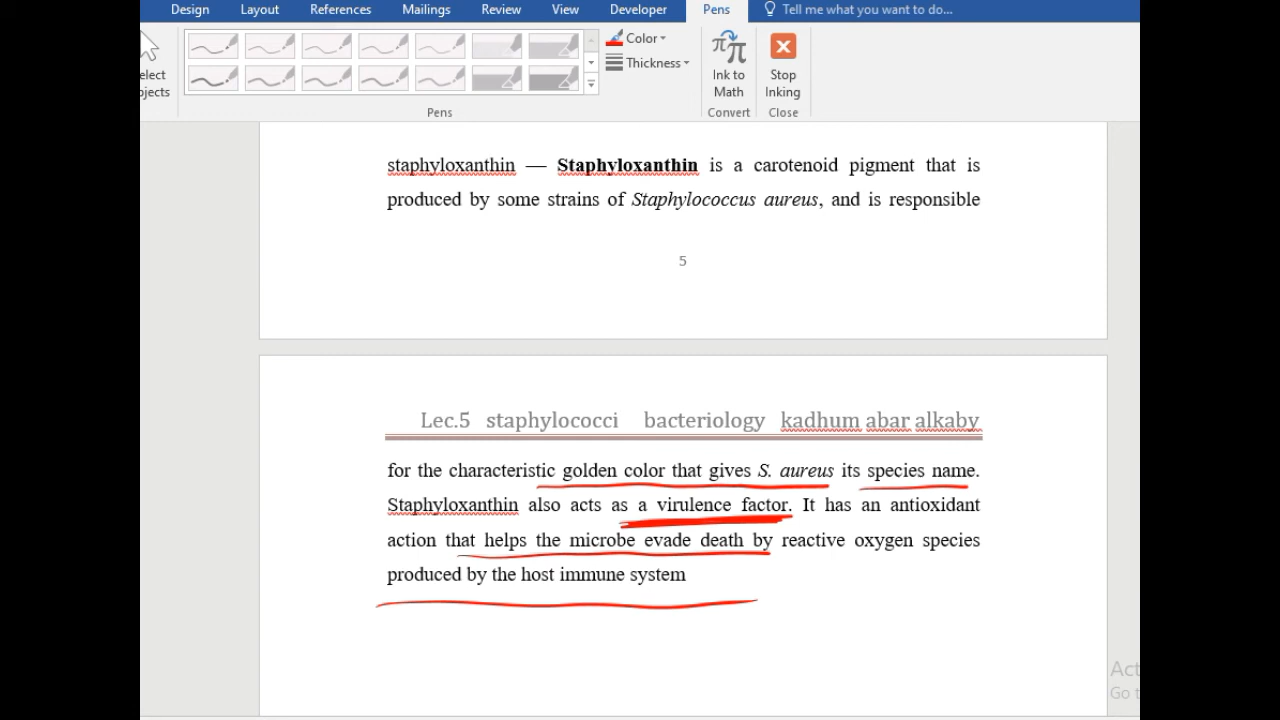 Design Layout References Mailings Review View Developer Pens Tell me what you want to do...
Color
Thickness
elect
bjects
Ink to
Math
Stop
Inking
Pens Convert Close
staphyloxanthin — Staphyloxanthin is a carotenoid pigment that is
produced by some strains of Staphylococcus aureus, and is responsible
5
Lec.5 staphylococci bacteriology kadhum abar alkaby
for the characteristic golden color that gives S. aureus its species name.
Staphyloxanthin also acts as a virulence factor. It has an antioxidant
action that helps the microbe evade death by reactive oxygen species
produced by the host immune system
Act
Go t